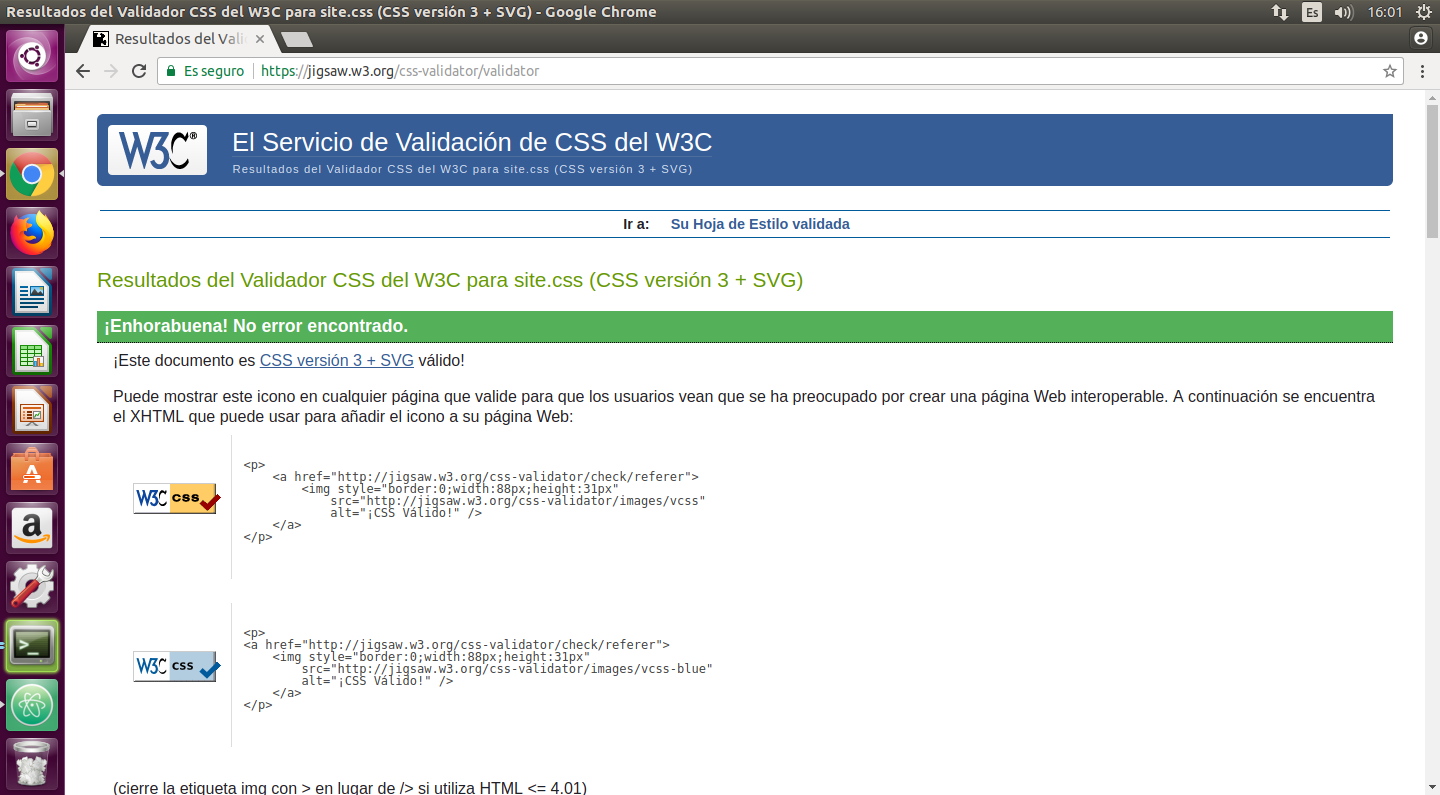 Resultados del Validador CSS del W3C para site.css (CSS versión 3 + SVG) - Google Chrome
Es
16:01
Resultados del Vali
Es seguro
https://jigsaw.w3.org/css-validator/validator
W3C®
El Servicio de Validación de CSS del W3C
Resultados del Validador CSS del W3C para site.css (CSS versión 3 + SVG)
Ir a: Su Hoja de Estilo validada
Resultados del Validador CSS del W3C para site.css (CSS versión 3 + SVG)
¡Enhorabuena! No error encontrado.
¡Este documento es CSS versión 3 + SVG válido!
Puede mostrar este icono en cualquier página que valide para que los usuarios vean que se ha preocupado por crear una página Web interoperable. A continuación se encuentra
el XHTML que puede usar para añadir el icono a su página Web:
W3C css
<p>
    <a href="http://jigsaw.w3.org/css-validator/check/referer">
        <img style="border:0;width:88px;height:31px"
            src="http://jigsaw.w3.org/css-validator/images/vcss"
            alt="¡CSS Válido!" />
    </a>
</p>
W3C css
<p>
<a href="http://jigsaw.w3.org/css-validator/check/referer">
    <img style="border:0;width:88px;height:31px"
        src="http://jigsaw.w3.org/css-validator/images/vcss-blue"
        alt="¡CSS Válido!" />
    </a>
</p>
(cierre la etiqueta img con > en lugar de /> si utiliza HTML <= 4.01)